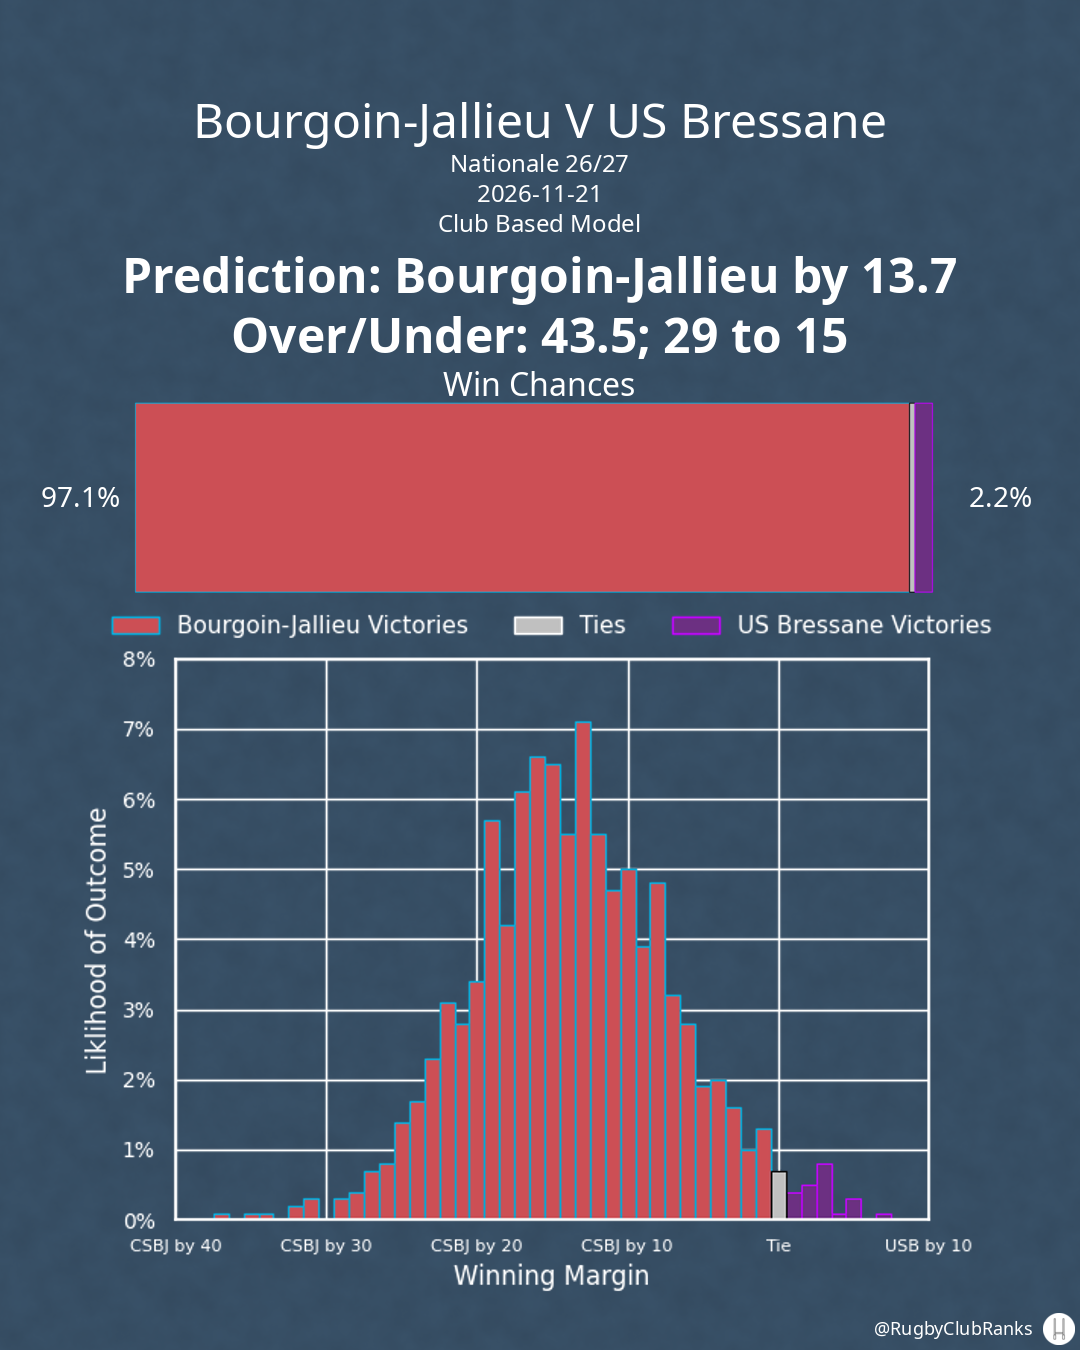 Bourgoin-Jallieu V US Bressane
Nationale 26/27
2026-11-21
Club Based Model
Prediction: Bourgoin-Jallieu by 13.7
Over/Under: 43.5; 29 to 15
Win Chances
97.1%
2.2%
Bourgoin-Jallieu Victories
Ties
US Bressane Victories
8%
7%
6%
5%
4%
3%
2%
1%
0%
Liklihood of Outcome
CSBJ by 40
CSBJ by 30
CSBJ by 20
CSBJ by 10
Tie
USB by 10
Winning Margin
@RugbyClubRanks